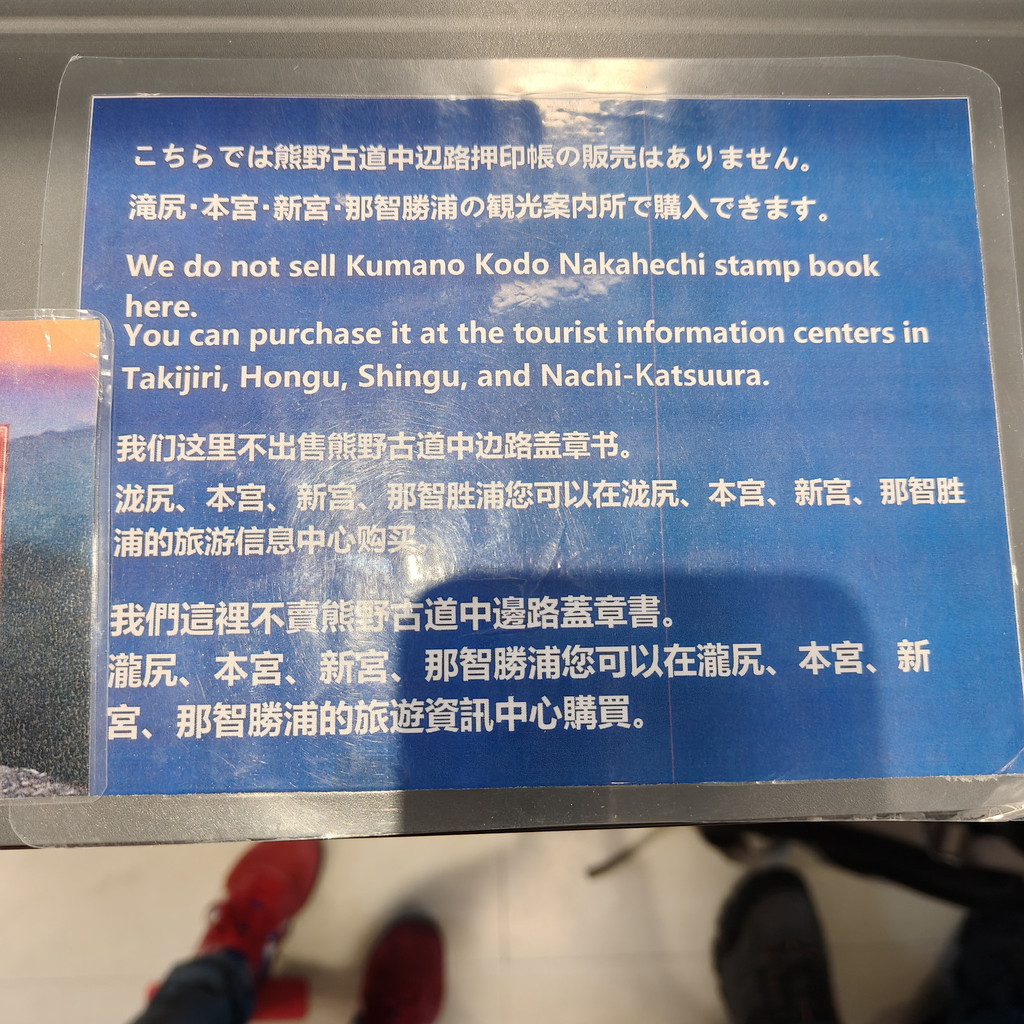 こちらでは熊野古道中辺路押印帳の販売はありません。
滝尻・本宮・新宮・那智勝浦の観光案内所で購入できます。
We do not sell Kumano Kodo Nakahechi stamp book
here.
You can purchase it at the tourist information centers in
Takijiri, Hongu, Shingu, and Nachi-Katsuura.
我们这里不出售熊野古道中边路盖章书。
泷尻、本宫、新宫、那智胜浦您可以在泷尻、本宫、新宫、那智胜
浦的旅游信息中心购买。
我們這裡不賣熊野古道中邊路蓋章書。
瀧尻、本宮、新宮、那智勝浦您可以在瀧尻、本宮、新
宮、那智勝浦的旅遊資訊中心購買。